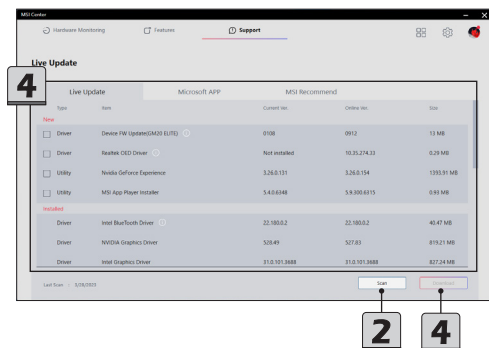 MSI Center
Hardware Monitoring Features Support
Live Update
4
Live Update Microsoft APP MSI Recommend
Type Item Current Ver. Online Ver. Size
New
Driver Device FW Update(GM20 ELITE) 0108 0912 13 MB
Driver Realtek OED Driver Not installed 10.35.274.33 0.29 MB
Utility Nvidia GeForce Experience 3.26.0.131 3.26.0.154 1393.91 MB
Utility MSI App Player Installer 5.4.0.6348 5.9.300.6315 0.93 MB
Installed
Driver Intel BlueTooth Driver 22.180.0.2 22.180.0.2 40.47 MB
Driver NVIDIA Graphics Driver 528.49 527.83 819.21 MB
Driver Intel Graphics Driver 31.0.101.3688 31.0.101.3688 827.24 MB
Last Scan : 3/28/2023 Scan
2 4